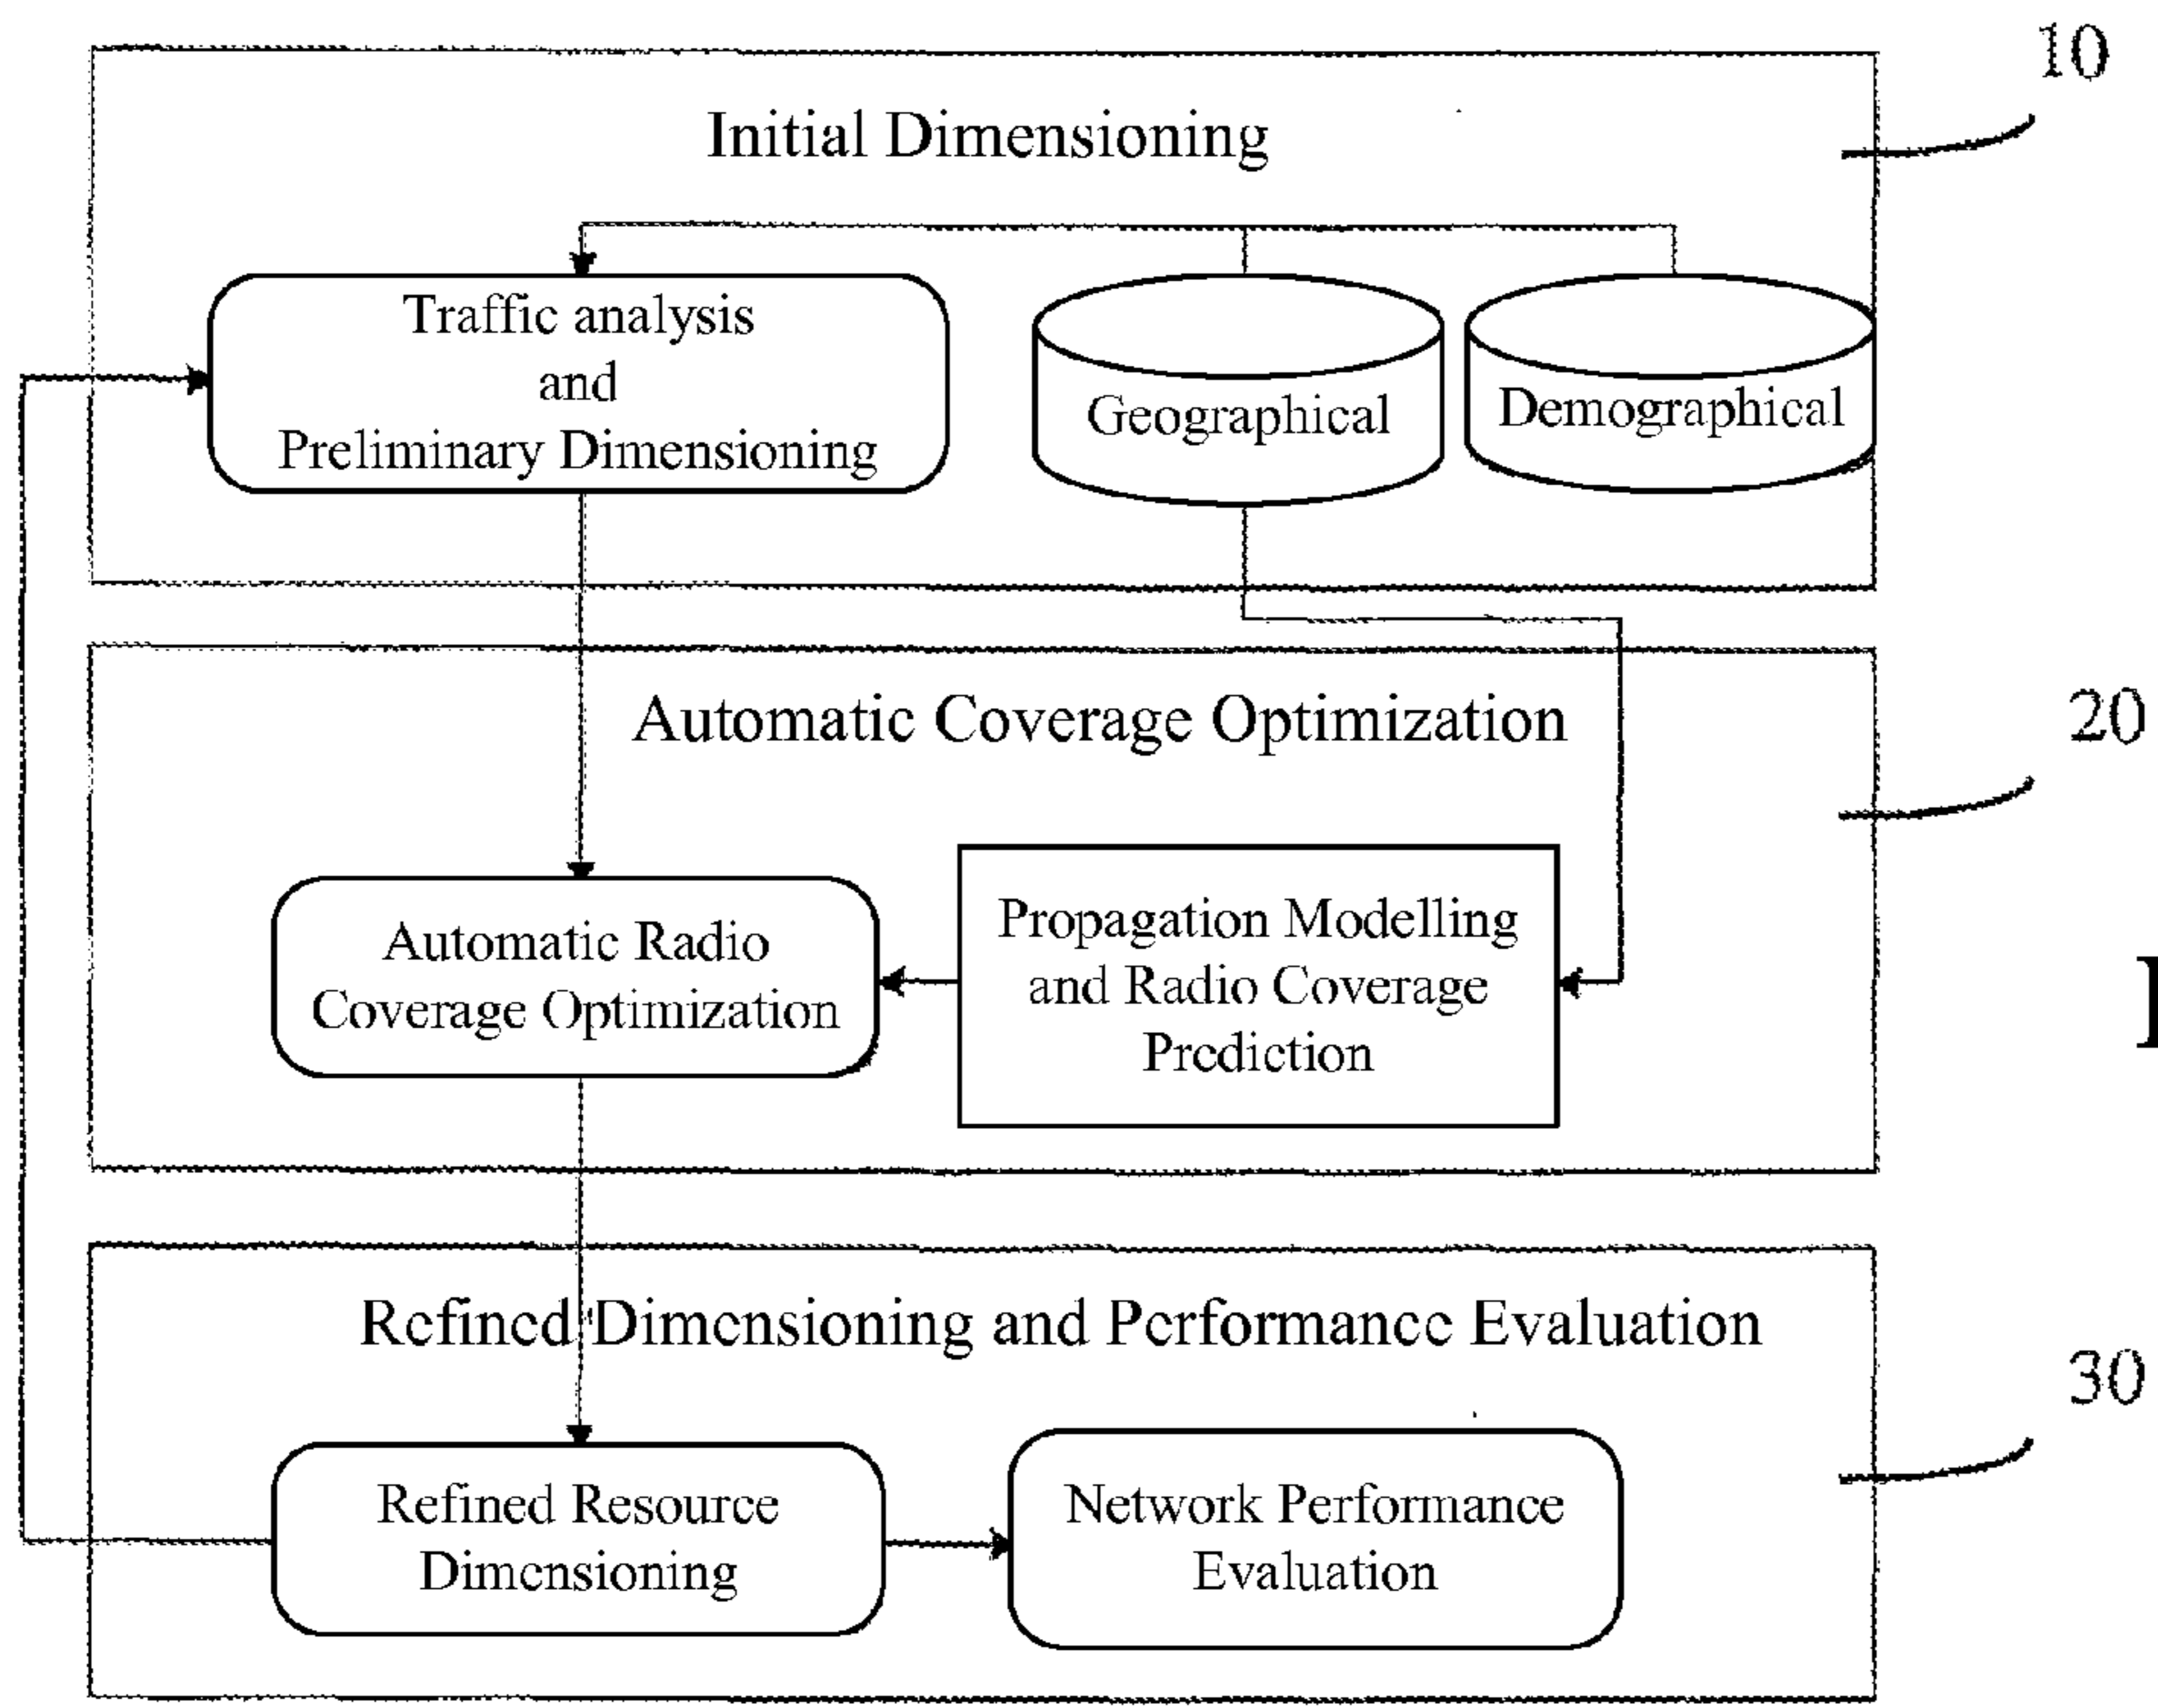 10
Initial Dimensioning
Traffic analysis
and
Preliminary Dimensioning
Geographical
Demographical
20
Automatic Coverage Optimization
Automatic Radio
Coverage Optimization
Propagation Modelling
and Radio Coverage
Prediction
30
Refined Dimensioning and Performance Evaluation
Refined Resource
Dimensioning
Network Performance
Evaluation